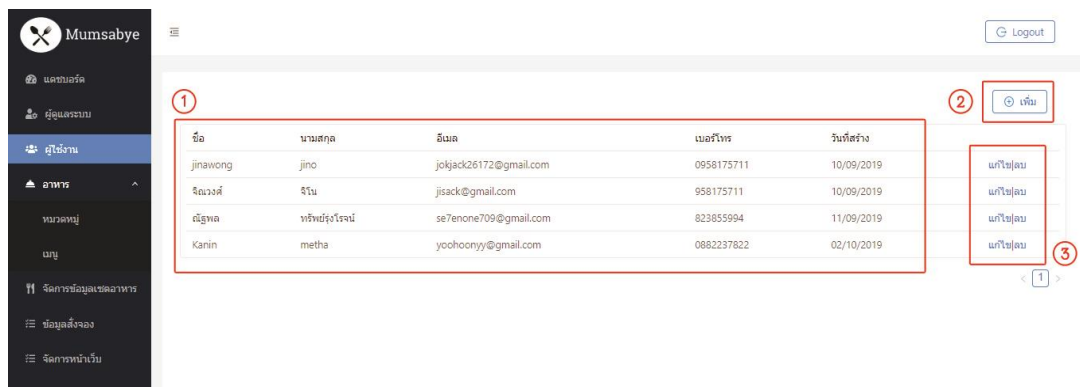 Mumsabye
Logout
แดชบอร์ด
ผู้ดูแลระบบ
ผู้ใช้งาน
อาหาร
หมวดหมู่
เมนู
จัดการข้อมูลเซตอาหาร
ข้อมูลสั่งจอง
จัดการหน้าเว็บ
1
2
เพิ่ม
ชื่อ นามสกุล อีเมล เบอร์โทร วันที่สร้าง
jinawong jino jokjack26172@gmail.com 0958175711 10/09/2019 แก้ไข|ลบ
จิณวงศ์ จิโน jisack@gmail.com 958175711 10/09/2019 แก้ไข|ลบ
ณัฐพล ทรัพย์รุ่งโรจน์ se7enone709@gmail.com 823855994 11/09/2019 แก้ไข|ลบ
Kanin metha yoohoonyy@gmail.com 0882237822 02/10/2019 แก้ไข|ลบ
3
< 1 >